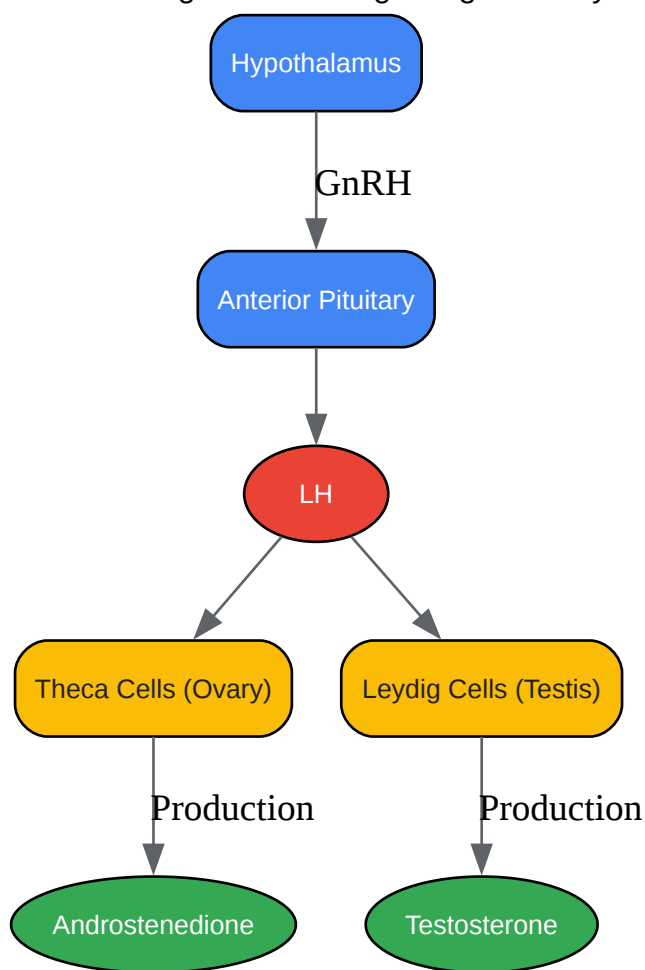 Hypothalamus
GnRH
Anterior Pituitary
LH
Theca Cells (Ovary)
Leydig Cells (Testis)
Production
Production
Androstenedione
Testosterone